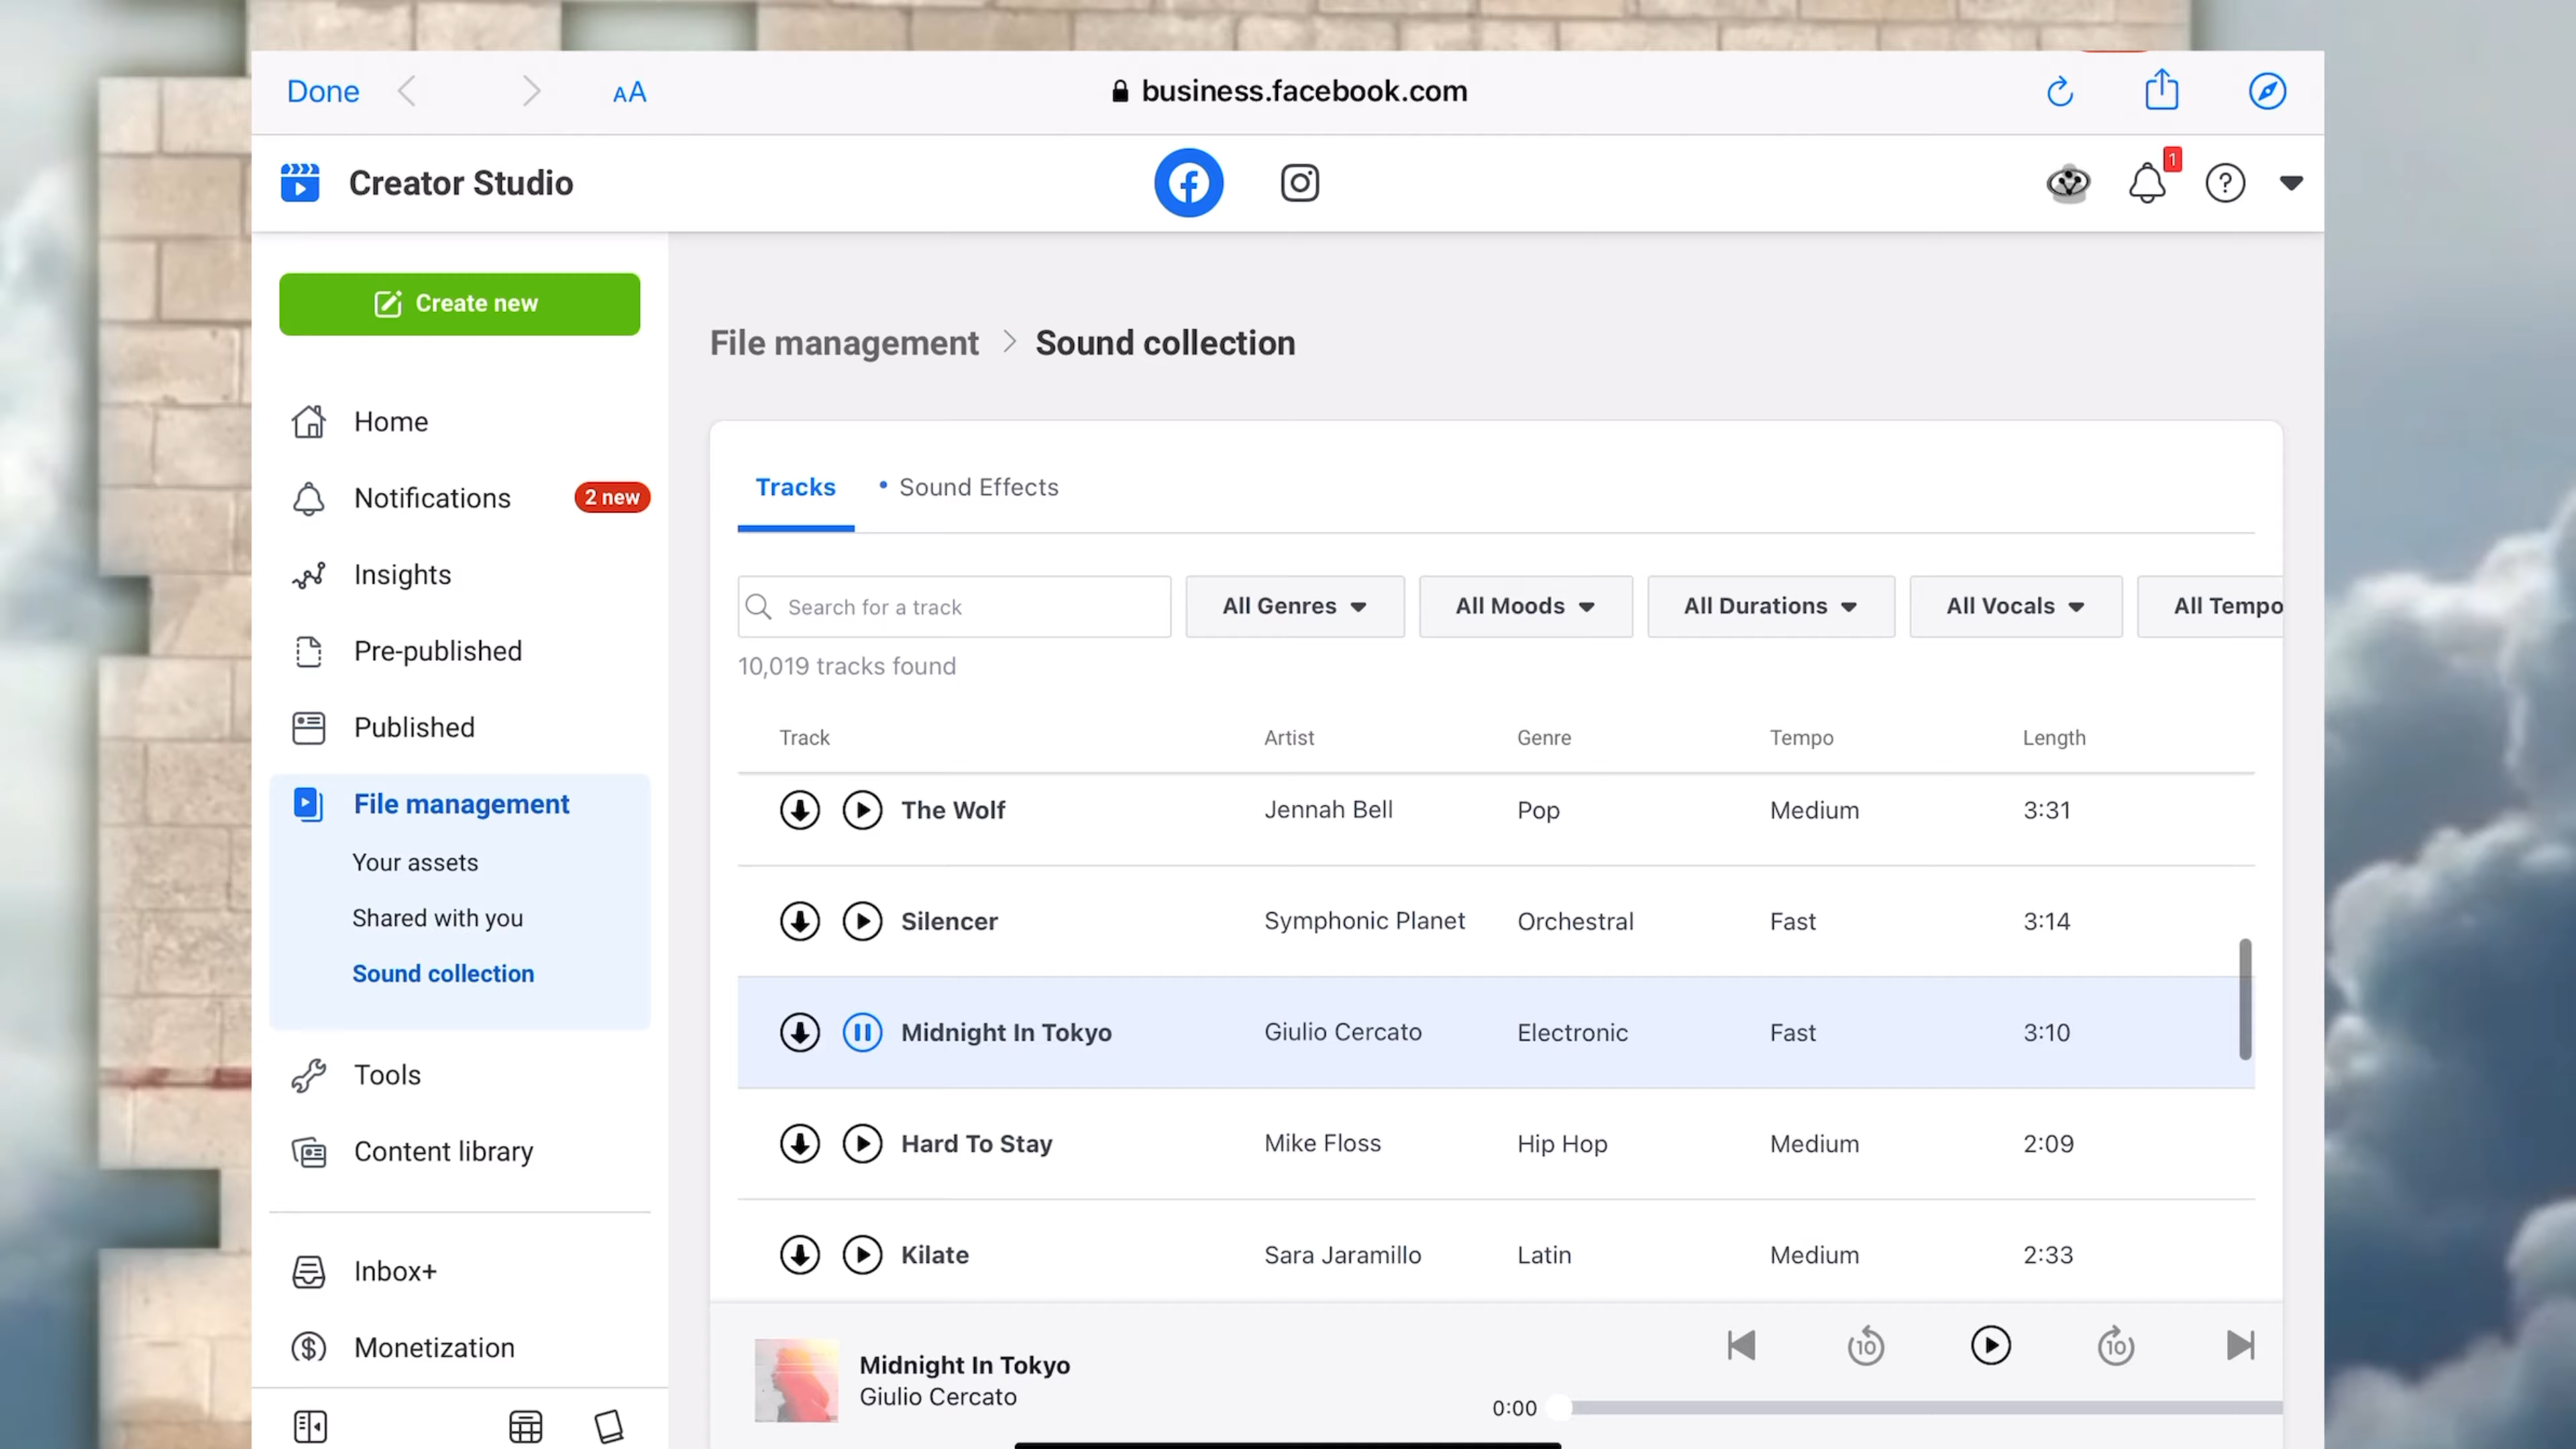 Done
AA
business.facebook.com
Creator Studio
1
Create new
Home
Notifications
2 new
Insights
Pre-published
Published
File management
Your assets
Shared with you
Sound collection
Tools
Content library
Inbox+
Monetization
File management
Sound collection
Tracks
Sound Effects
Search for a track
All Genres
All Moods
All Durations
All Vocals
All Tempo
10,019 tracks found
Track Artist Genre Tempo Length
The Wolf Jennah Bell Pop Medium 3:31
Silencer Symphonic Planet Orchestral Fast 3:14
Midnight In Tokyo Giulio Cercato Electronic Fast 3:10
Hard To Stay Mike Floss Hip Hop Medium 2:09
Kilate Sara Jaramillo Latin Medium 2:33
Midnight In Tokyo
Giulio Cercato
10
10
0:00